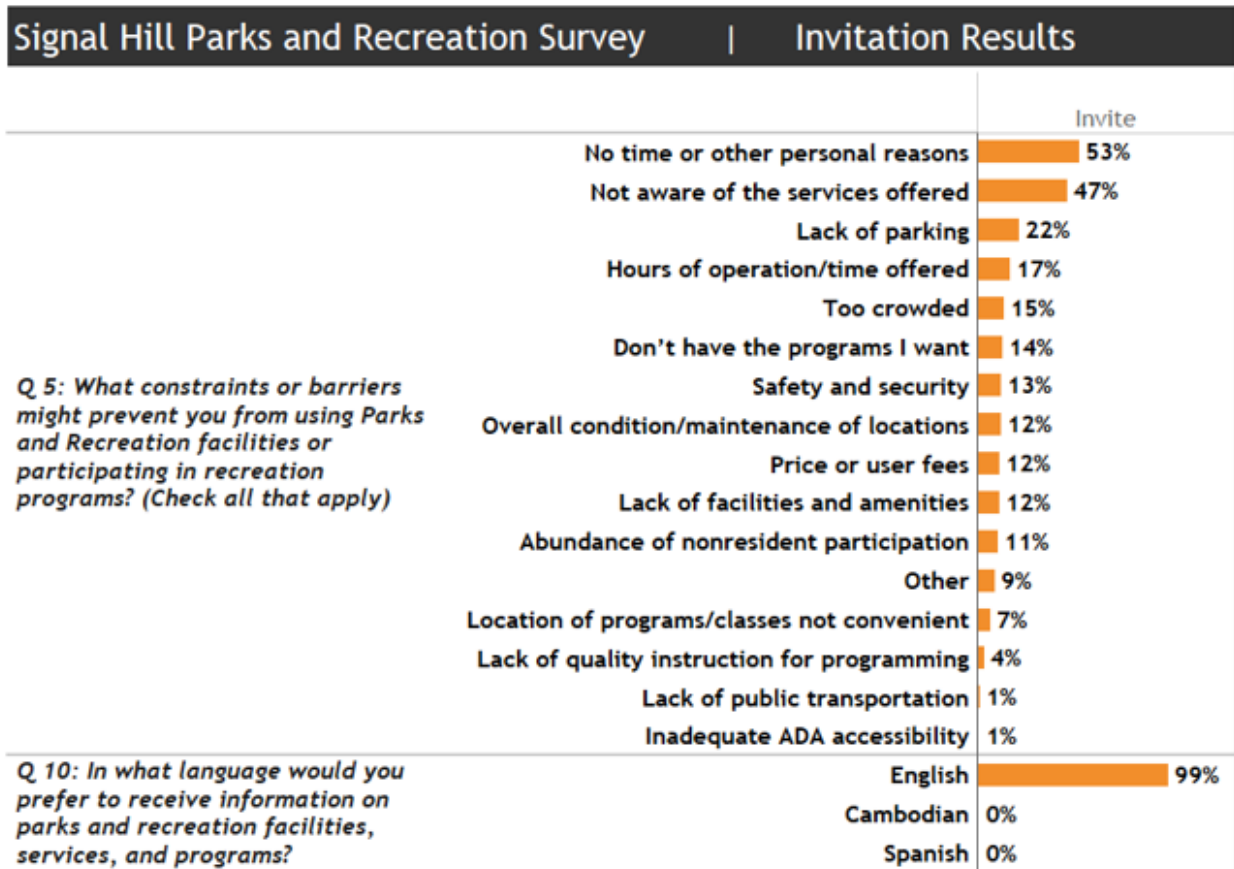 Signal Hill Parks and Recreation Survey | Invitation Results
Invite
Q 5: What constraints or barriers
might prevent you from using Parks
and Recreation facilities or
participating in recreation
programs? (Check all that apply)
No time or other personal reasons 53%
Not aware of the services offered 47%
Lack of parking 22%
Hours of operation/time offered 17%
Too crowded 15%
Don't have the programs I want 14%
Safety and security 13%
Overall condition/maintenance of locations 12%
Price or user fees 12%
Lack of facilities and amenities 12%
Abundance of nonresident participation 11%
Other 9%
Location of programs/classes not convenient 7%
Lack of quality instruction for programming 4%
Lack of public transportation 1%
Inadequate ADA accessibility 1%
Q 10: In what language would you
prefer to receive information on
parks and recreation facilities,
services, and programs?
English 99%
Cambodian 0%
Spanish 0%